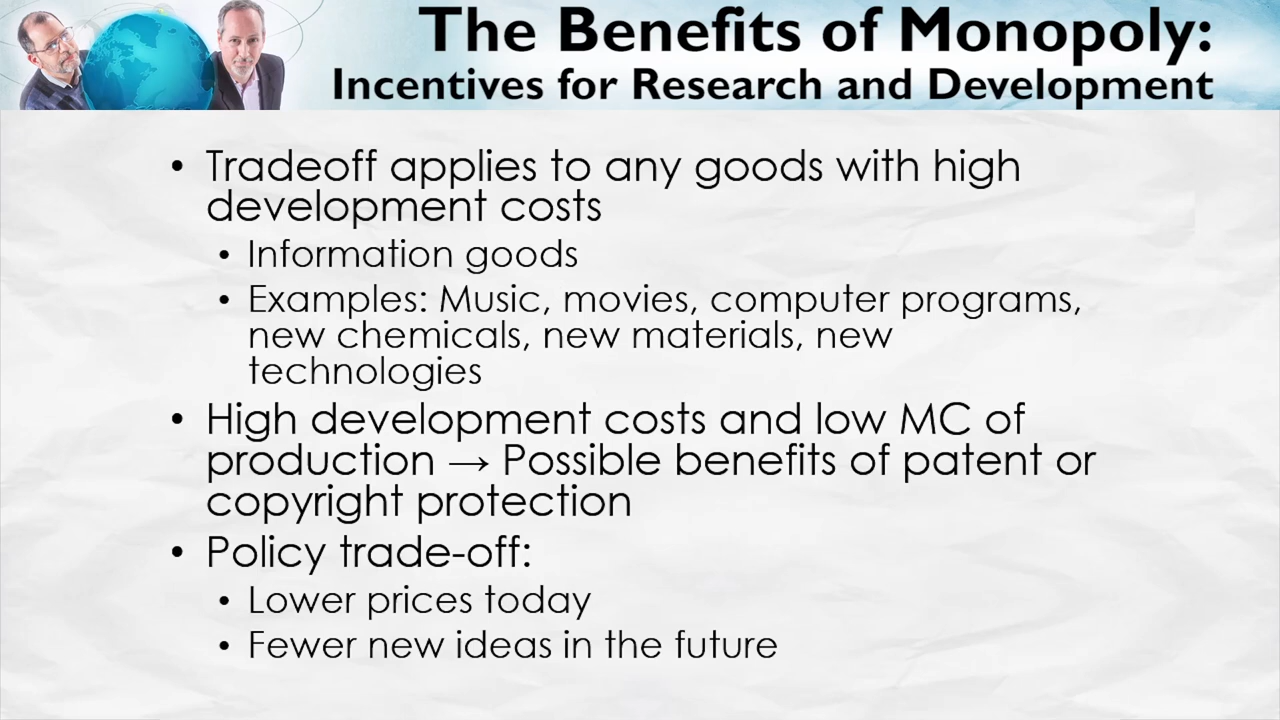 The Benefits of Monopoly:
Incentives for Research and Development
• Tradeoff applies to any goods with high
development costs
• Information goods
• Examples: Music, movies, computer programs,
new chemicals, new materials, new
technologies
• High development costs and low MC of
production → Possible benefits of patent or
copyright protection
• Policy trade-off:
• Lower prices today
• Fewer new ideas in the future